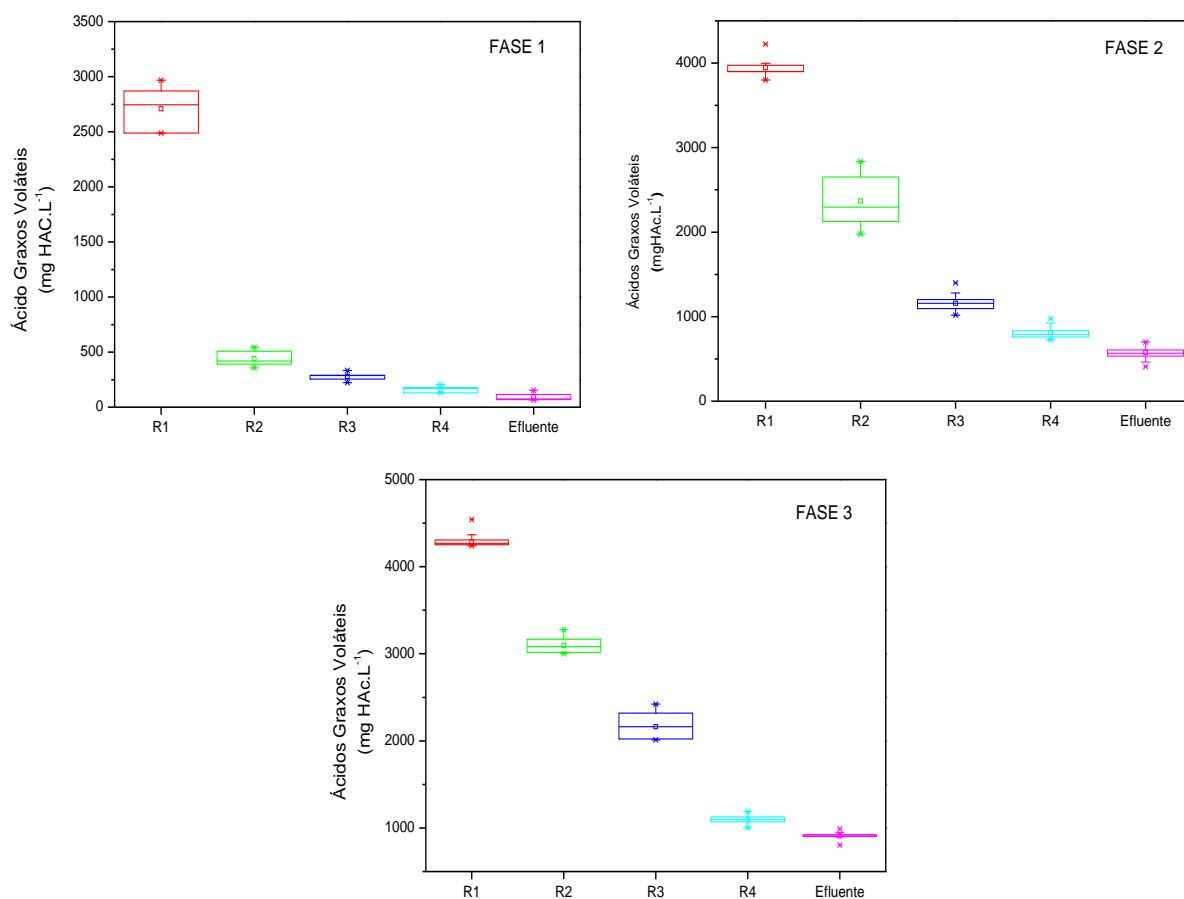 FASE 1
Ácido Graxos Voláteis
(mg HAC.L⁻¹)
3500
3000
2500
2000
1500
1000
500
0
R1 R2 R3 R4 Efluente
FASE 2
Ácidos Graxos Voláteis
(mgHAc.L⁻¹)
4000
3000
2000
1000
0
R1 R2 R3 R4 Efluente
FASE 3
Ácidos Graxos Voláteis
(mg HAc.L⁻¹)
5000
4000
3000
2000
1000
R1 R2 R3 R4 Efluente